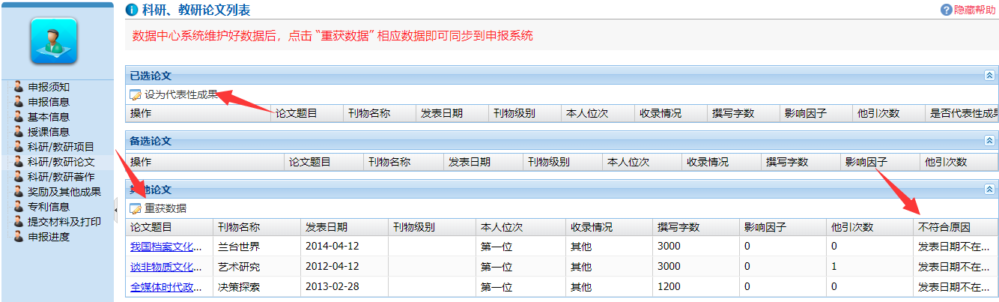 科研、教研论文列表
隐藏帮助
数据中心系统维护好数据后，点击 “重获数据” 相应数据即可同步到申报系统
申报须知
申报信息
基本信息
授课信息
科研/教研项目
科研/教研论文
科研/教研著作
奖励及其他成果
专利信息
提交材料及打印
申报进度
已选论文
设为代表性成果
操作 论文题目 刊物名称 发表日期 刊物级别 本人位次 收录情况 撰写字数 影响因子 他引次数 是否代表性成果
备选论文
操作 论文题目 刊物名称 发表日期 刊物级别 本人位次 收录情况 撰写字数 影响因子 他引次数
其他论文
重获数据
论文题目 刊物名称 发表日期 刊物级别 本人位次 收录情况 撰写字数 影响因子 他引次数 不符合原因
我国档案文化... 兰台世界 2014-04-12 第一位 其他 3000 0 0 发表日期不在...
谈非物质文化... 艺术研究 2012-04-12 第一位 其他 3000 0 1 发表日期不在...
全媒体时代政... 决策探索 2013-02-28 第一位 其他 1200 0 0 发表日期不在...